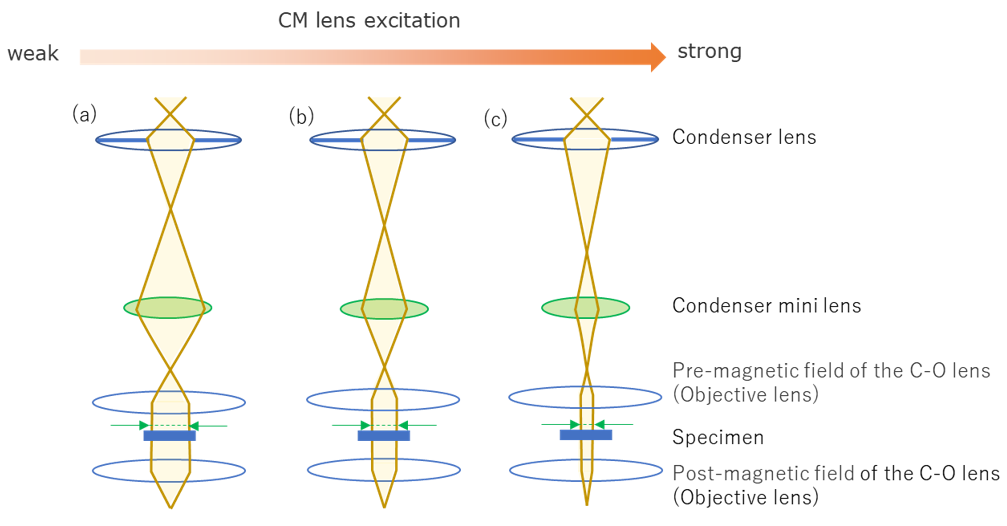 CM lens excitation
weak
strong
(a)
(b)
(c)
Condenser lens
Condenser mini lens
Pre-magnetic field of the C-O lens
(Objective lens)
Specimen
Post-magnetic field of the C-O lens
(Objective lens)